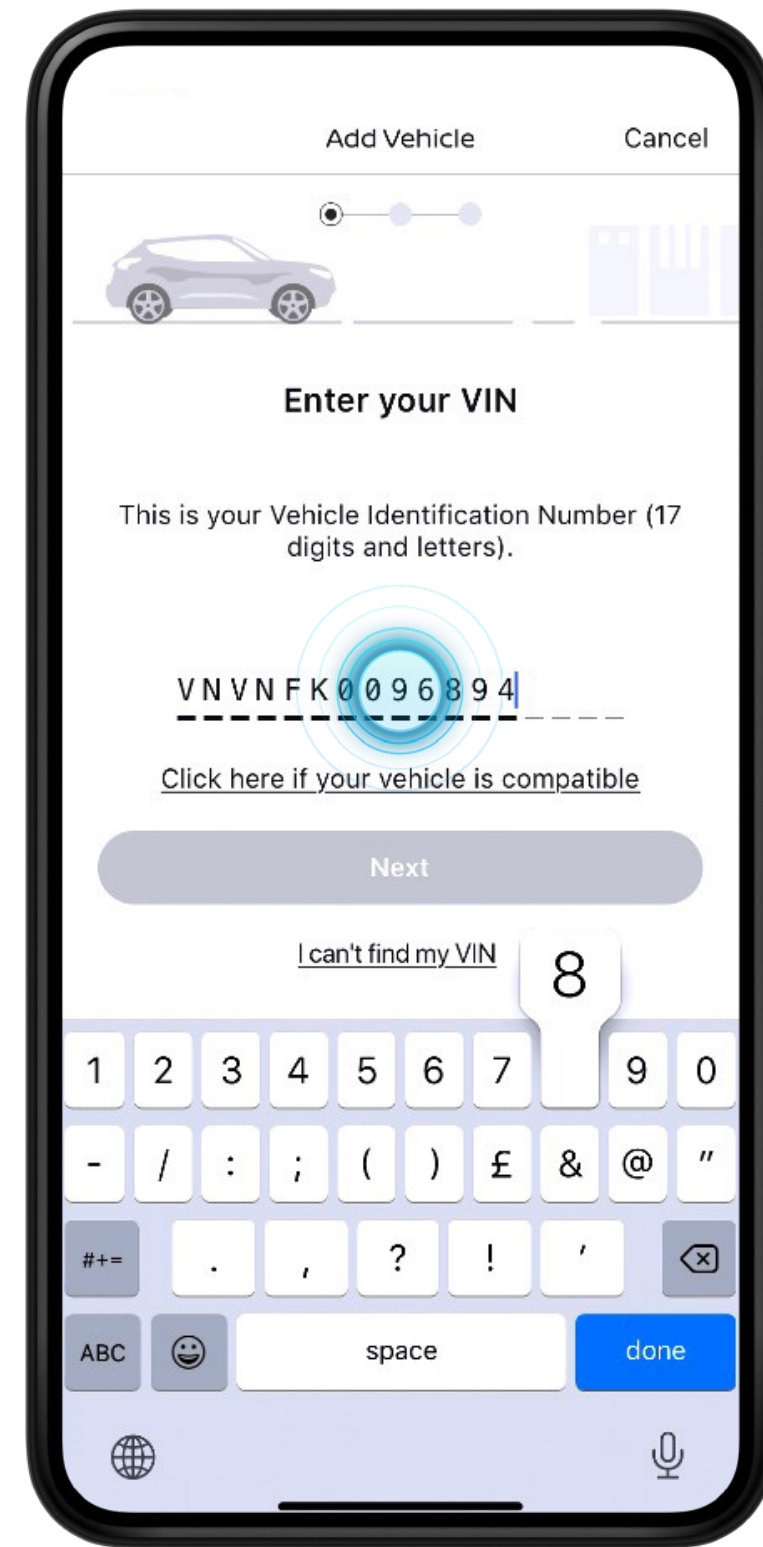 Add Vehicle Cancel
Enter your VIN
This is your Vehicle Identification Number (17
digits and letters).
VNVNFK0096894
Click here if your vehicle is compatible
Next
I can't find my VIN
8
1 2 3 4 5 6 7 9 0
- / : ; ( ) £ & @ "
#+= . , ? ! '
ABC space done